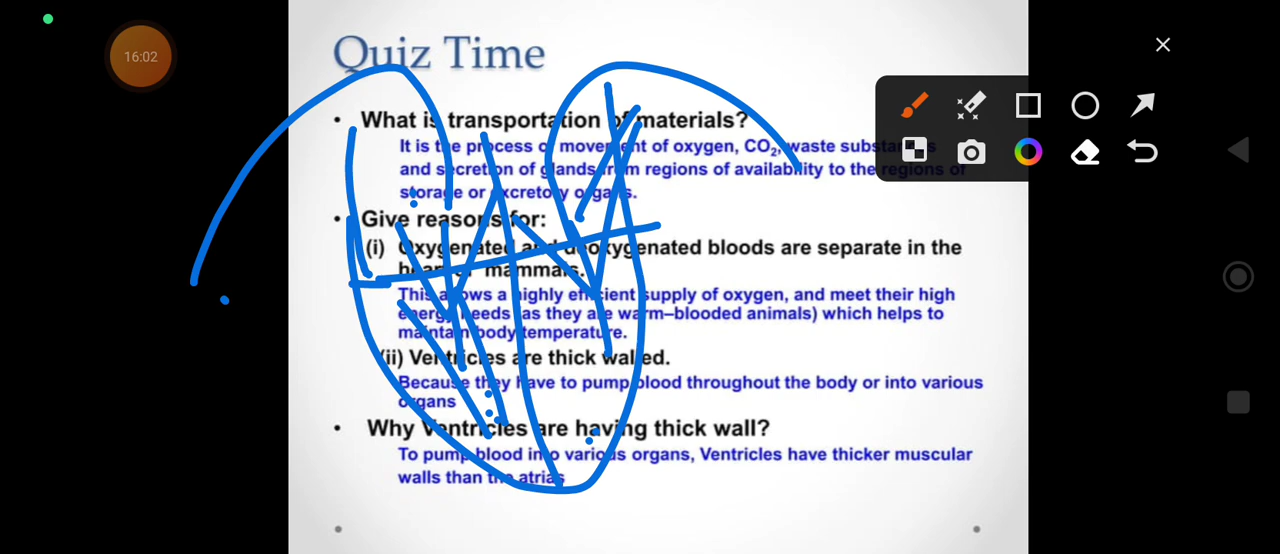 16:02
Quiz Time
• What is transportation of materials?
It is the process of movement of oxygen, CO₂, waste substances
and secretion of glands from regions of availability to the regions of
storage or excretory organs.
• Give reasons for:
(i) Oxygenated and deoxygenated bloods are separate in the
heart of mammals.
This allows a highly efficient supply of oxygen, and meet their high
energy needs (as they are warm–blooded animals) which helps to
maintain body temperature.
(ii) Ventricles are thick walled.
Because they have to pump blood throughout the body or into various
organs
• Why Ventricles are having thick wall?
To pump blood into various organs, Ventricles have thicker muscular
walls than the atrias